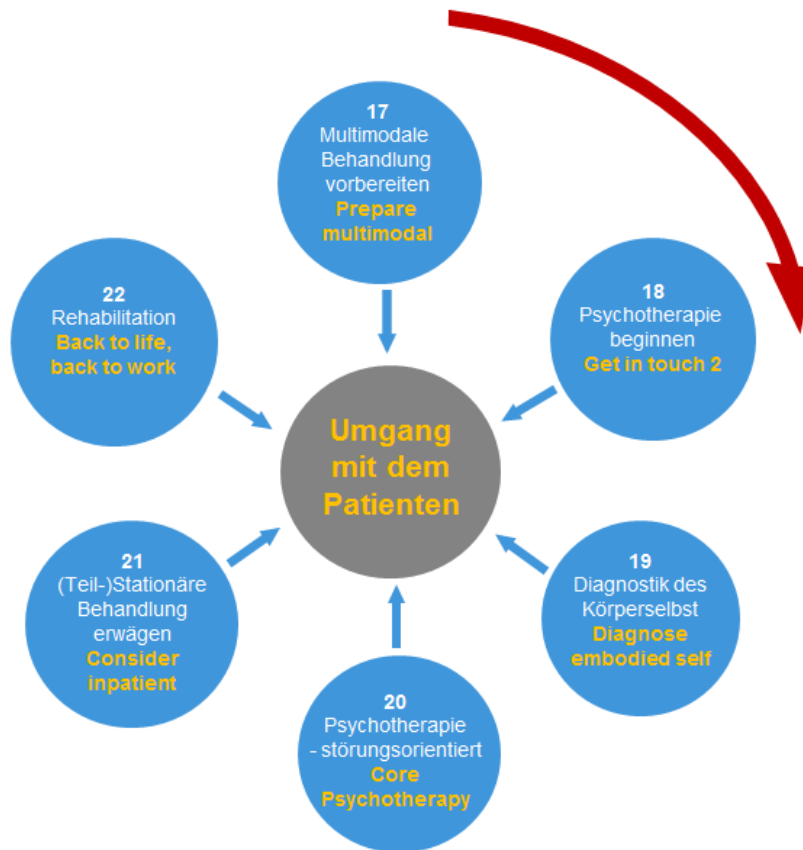 17
Multimodale
Behandlung
vorbereiten
Prepare
multimodal
18
Psychotherapie
beginnen
Get in touch 2
19
Diagnostik des
Körperselbst
Diagnose
embodied self
20
Psychotherapie
- störungsorientiert
Core
Psychotherapy
21
(Teil-)Stationäre
Behandlung
erwägen
Consider
inpatient
22
Rehabilitation
Back to life,
back to work
Umgang
mit dem
Patienten